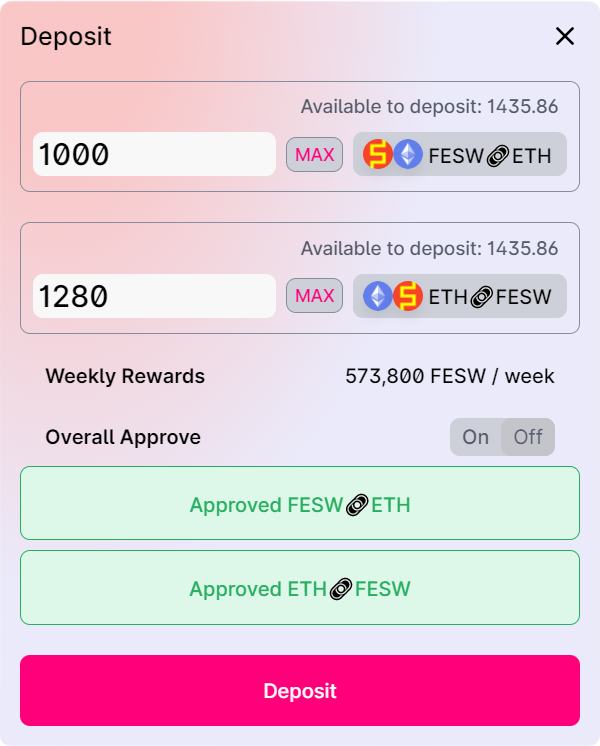 Deposit
Available to deposit: 1435.86
1000 MAX FESW🔗ETH
Available to deposit: 1435.86
1280 MAX ETH🔗FESW
Weekly Rewards 573,800 FESW / week
Overall Approve On Off
Approved FESW🔗ETH
Approved ETH🔗FESW
Deposit